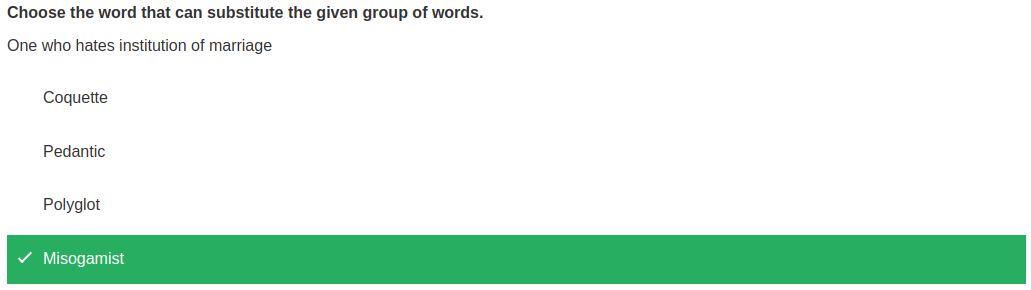 Choose the word that can substitute the given group of words.
One who hates institution of marriage
Coquette
Pedantic
Polyglot
Misogamist